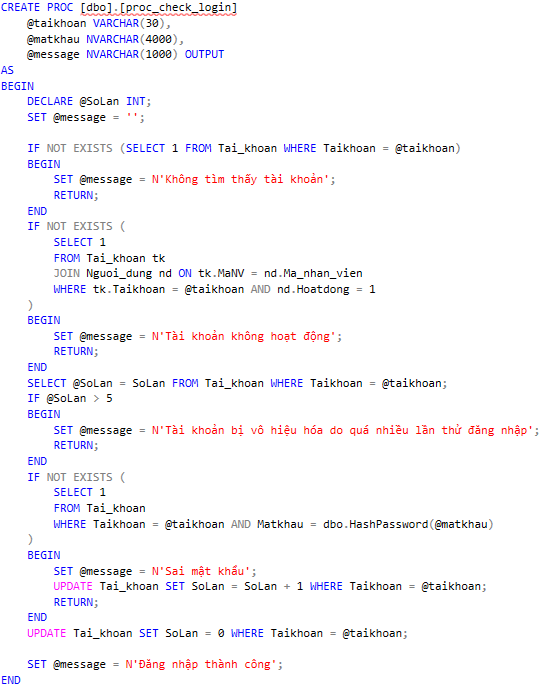 CREATE PROC [dbo].[proc_check_login]
    @taikhoan VARCHAR(30),
    @matkhau NVARCHAR(4000),
    @message NVARCHAR(1000) OUTPUT
AS
BEGIN
    DECLARE @SoLan INT;
    SET @message = '';

    IF NOT EXISTS (SELECT 1 FROM Tai_khoan WHERE Taikhoan = @taikhoan)
    BEGIN
        SET @message = N'Không tìm thấy tài khoản';
        RETURN;
    END
    IF NOT EXISTS (
        SELECT 1
        FROM Tai_khoan tk
        JOIN Nguoi_dung nd ON tk.MaNV = nd.Ma_nhan_vien
        WHERE tk.Taikhoan = @taikhoan AND nd.Hoatdong = 1
    )
    BEGIN
        SET @message = N'Tài khoản không hoạt động';
        RETURN;
    END
    SELECT @SoLan = SoLan FROM Tai_khoan WHERE Taikhoan = @taikhoan;
    IF @SoLan > 5
    BEGIN
        SET @message = N'Tài khoản bị vô hiệu hóa do quá nhiều lần thử đăng nhập';
        RETURN;
    END
    IF NOT EXISTS (
        SELECT 1
        FROM Tai_khoan
        WHERE Taikhoan = @taikhoan AND Matkhau = dbo.HashPassword(@matkhau)
    )
    BEGIN
        SET @message = N'Sai mật khẩu';
        UPDATE Tai_khoan SET SoLan = SoLan + 1 WHERE Taikhoan = @taikhoan;
        RETURN;
    END
    UPDATE Tai_khoan SET SoLan = 0 WHERE Taikhoan = @taikhoan;

    SET @message = N'Đăng nhập thành công';
END